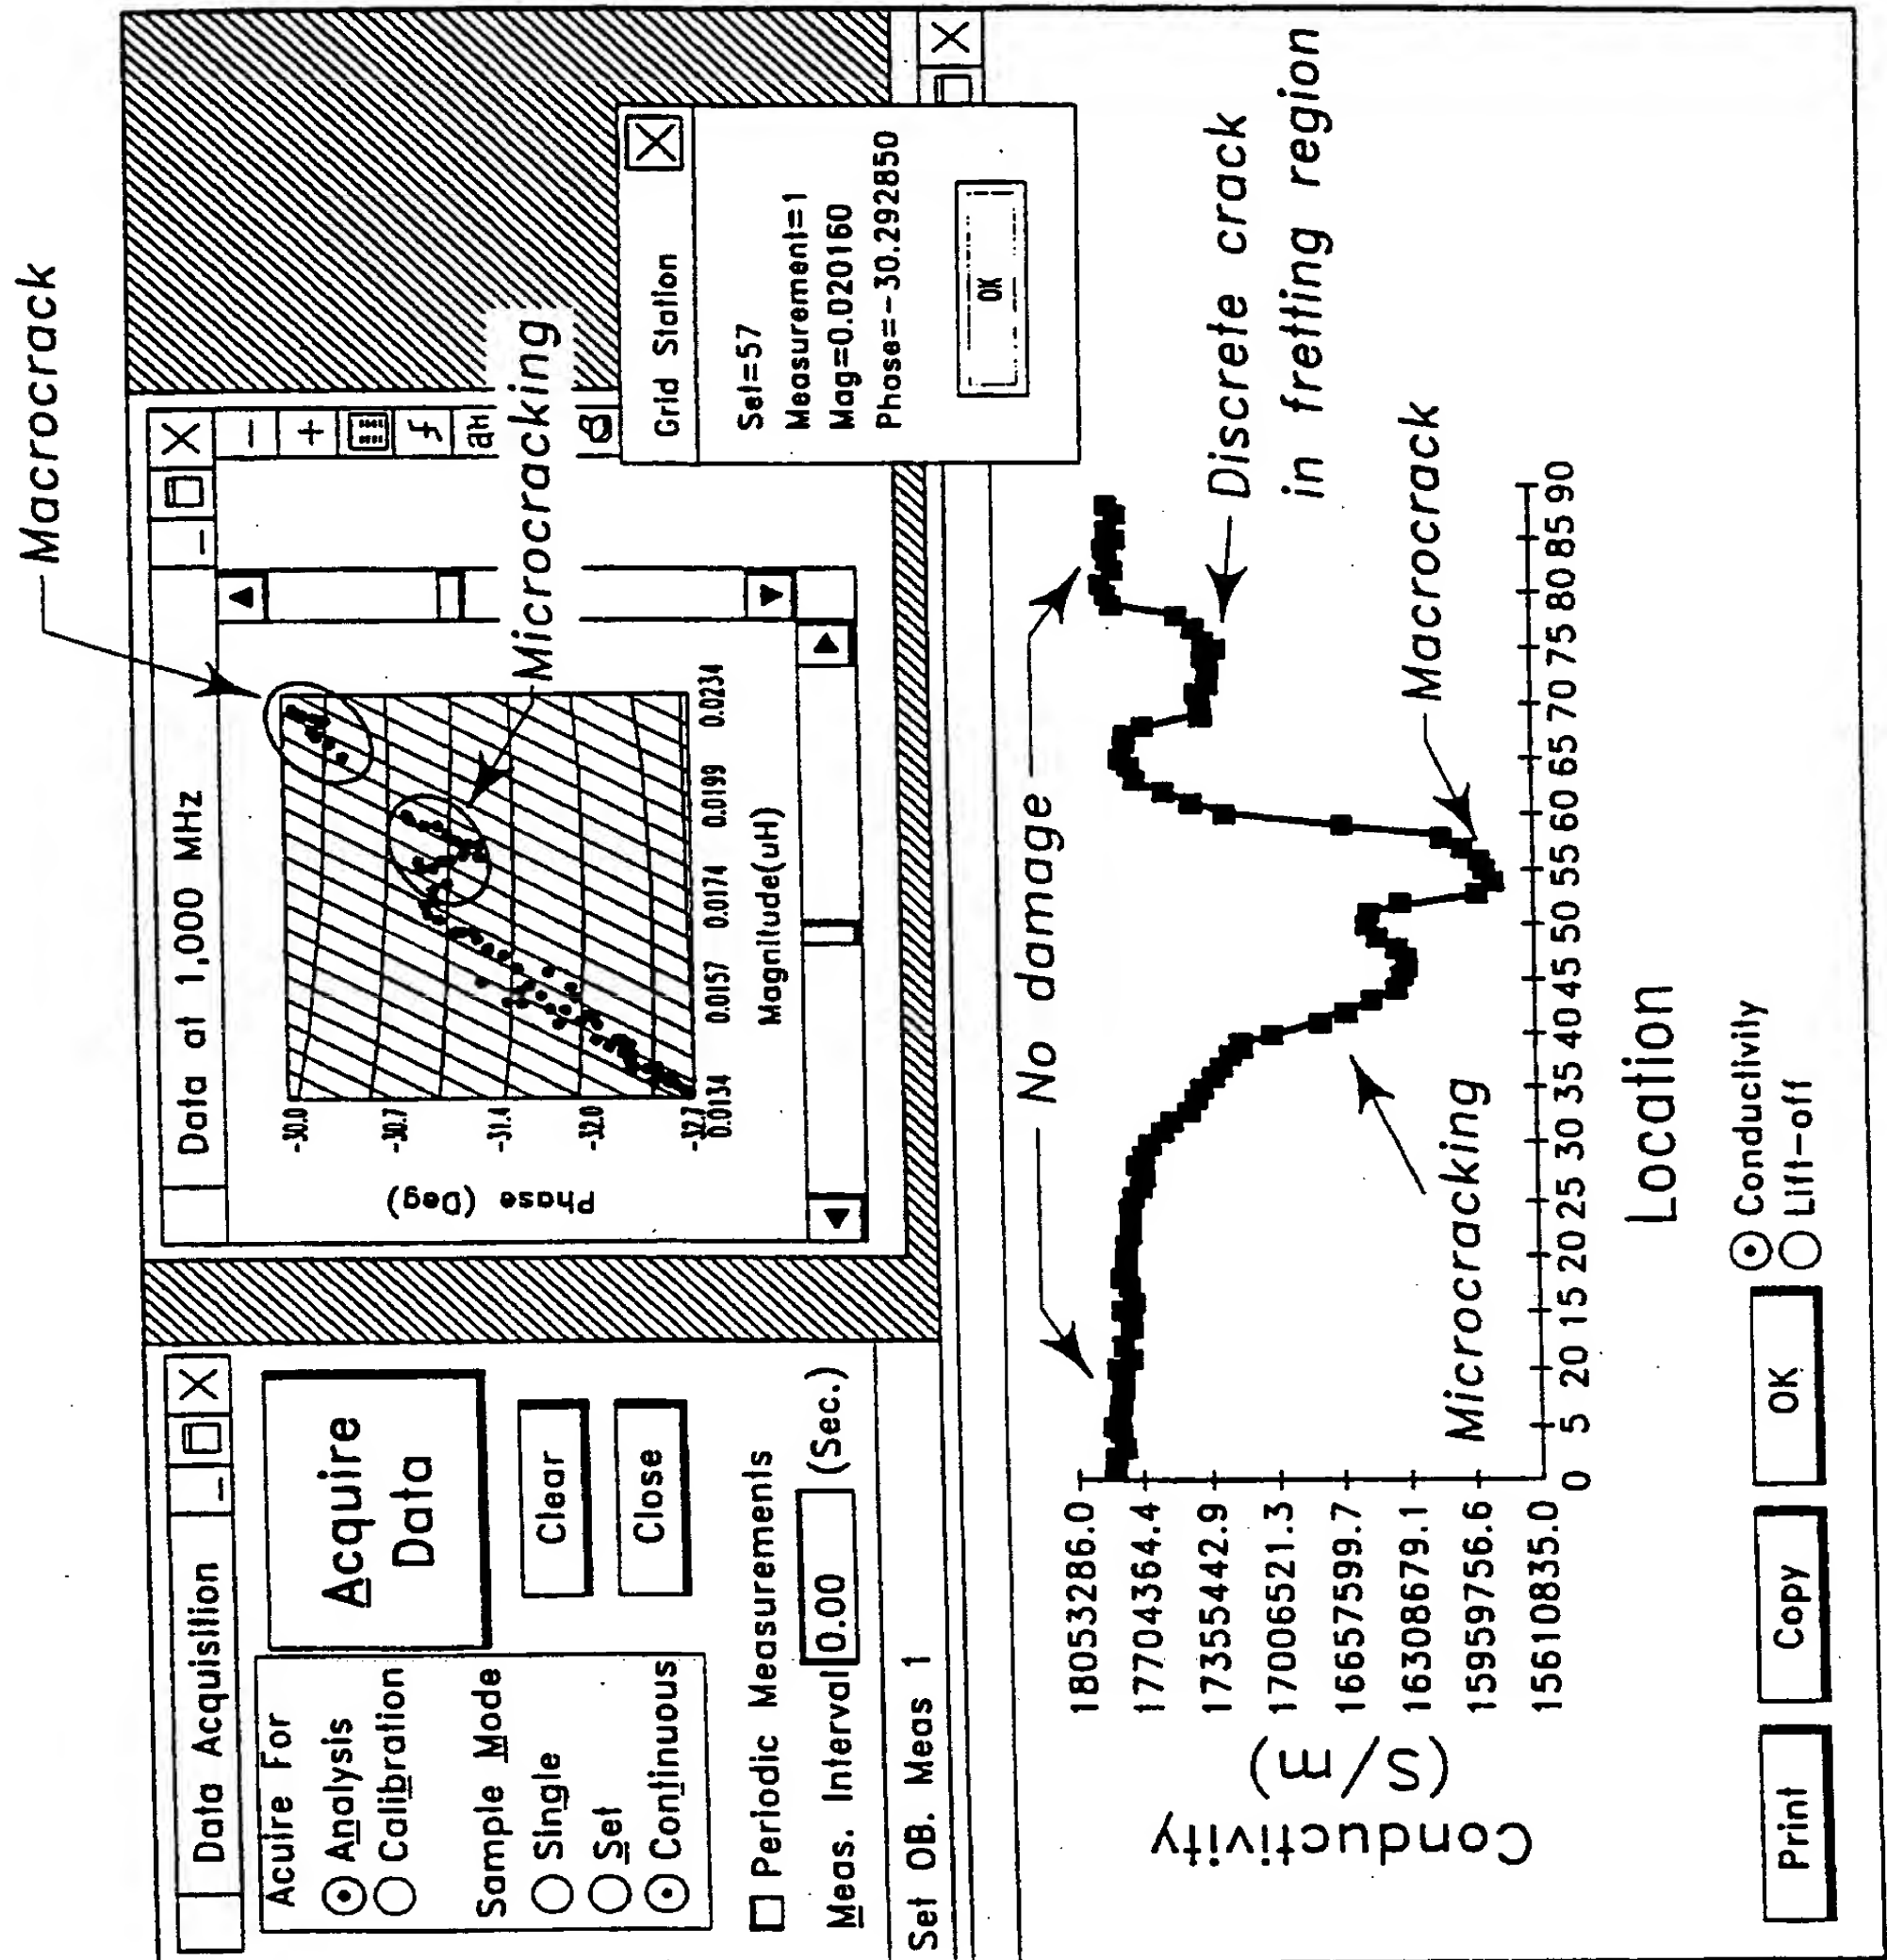 Macrocrack
Data Acquisition
Acuire For
Analysis
Calibration
Sample Mode
Single
Set
Continuous
Acquire
Data
Clear
Close
Periodic Measurements
Meas. Interval 0.00 (Sec.)
Set OB. Meas 1
Data at 1,000 MHz
Phase (Deg)
-30.0
-30.7
-31.4
-32.0
-32.7
0.0134 0.0157 0.0174 0.0199 0.0234
Magnitude(uH)
Microcracking
Grid Station
Set=57
Measurement=1
Mag=0.020160
Phase=-30.292850
OK
Conductivity
(S/m)
18053286.0
17704364.4
17355442.9
17006521.3
16657599.7
16308679.1
15959756.6
15610835.0
0 5 20 15 20 25 30 35 40 45 50 55 60 65 70 75 80 85 90
Location
No damage
Microcracking
Macrocrack
Discrete crack
in fretting region
Print
Copy
OK
Conductivity
Lift-off